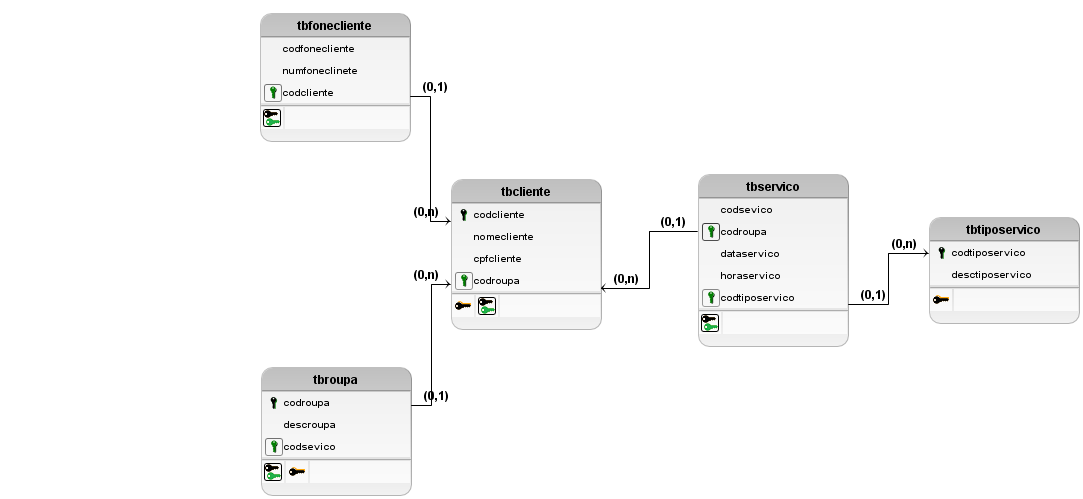 tbfonecliente
codfonecliente
numfoneclinete
codcliente
(0,1)
(0,n)
tbcliente
codcliente
nomecliente
cpfcliente
codroupa
(0,n)
(0,1)
tbroupa
codroupa
descroupa
codsevico
(0,1)
(0,n)
tbservico
codsevico
codroupa
dataservico
horaservico
codtiposervico
(0,1)
(0,n)
tbtiposervico
codtiposervico
desctiposervico